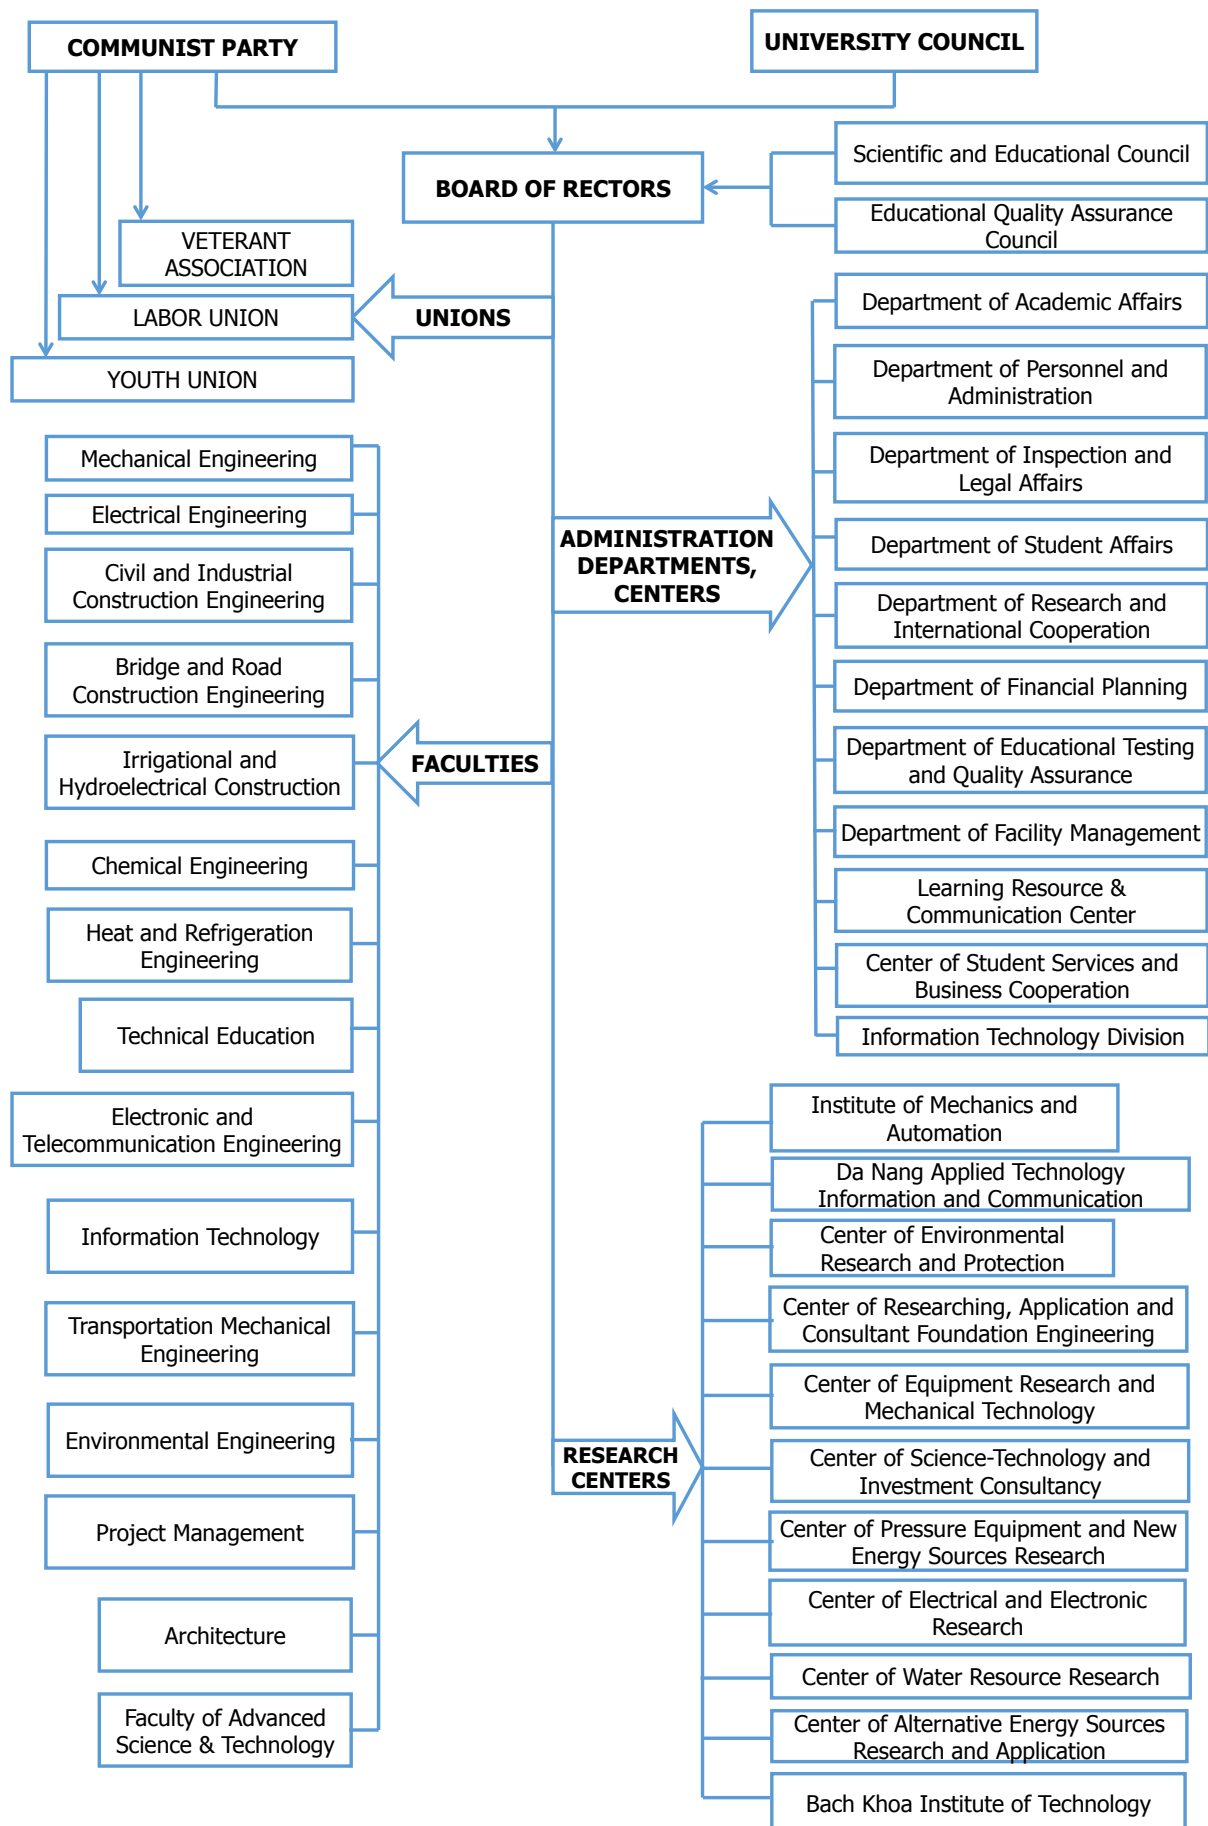 COMMUNIST PARTY
UNIVERSITY COUNCIL
BOARD OF RECTORS
Scientific and Educational Council
Educational Quality Assurance
Council
VETERANT
ASSOCIATION
LABOR UNION
YOUTH UNION
UNIONS
Department of Academic Affairs
Department of Personnel and
Administration
Department of Inspection and
Legal Affairs
Department of Student Affairs
Department of Research and
International Cooperation
Department of Financial Planning
Department of Educational Testing
and Quality Assurance
Department of Facility Management
Learning Resource &
Communication Center
Center of Student Services and
Business Cooperation
Information Technology Division
ADMINISTRATION
DEPARTMENTS,
CENTERS
Mechanical Engineering
Electrical Engineering
Civil and Industrial
Construction Engineering
Bridge and Road
Construction Engineering
Irrigational and
Hydroelectrical Construction
Chemical Engineering
Heat and Refrigeration
Engineering
Technical Education
Electronic and
Telecommunication Engineering
Information Technology
Transportation Mechanical
Engineering
Environmental Engineering
Project Management
Architecture
Faculty of Advanced
Science & Technology
FACULTIES
RESEARCH
CENTERS
Institute of Mechanics and
Automation
Da Nang Applied Technology
Information and Communication
Center of Environmental
Research and Protection
Center of Researching, Application and
Consultant Foundation Engineering
Center of Equipment Research and
Mechanical Technology
Center of Science-Technology and
Investment Consultancy
Center of Pressure Equipment and New
Energy Sources Research
Center of Electrical and Electronic
Research
Center of Water Resource Research
Center of Alternative Energy Sources
Research and Application
Bach Khoa Institute of Technology